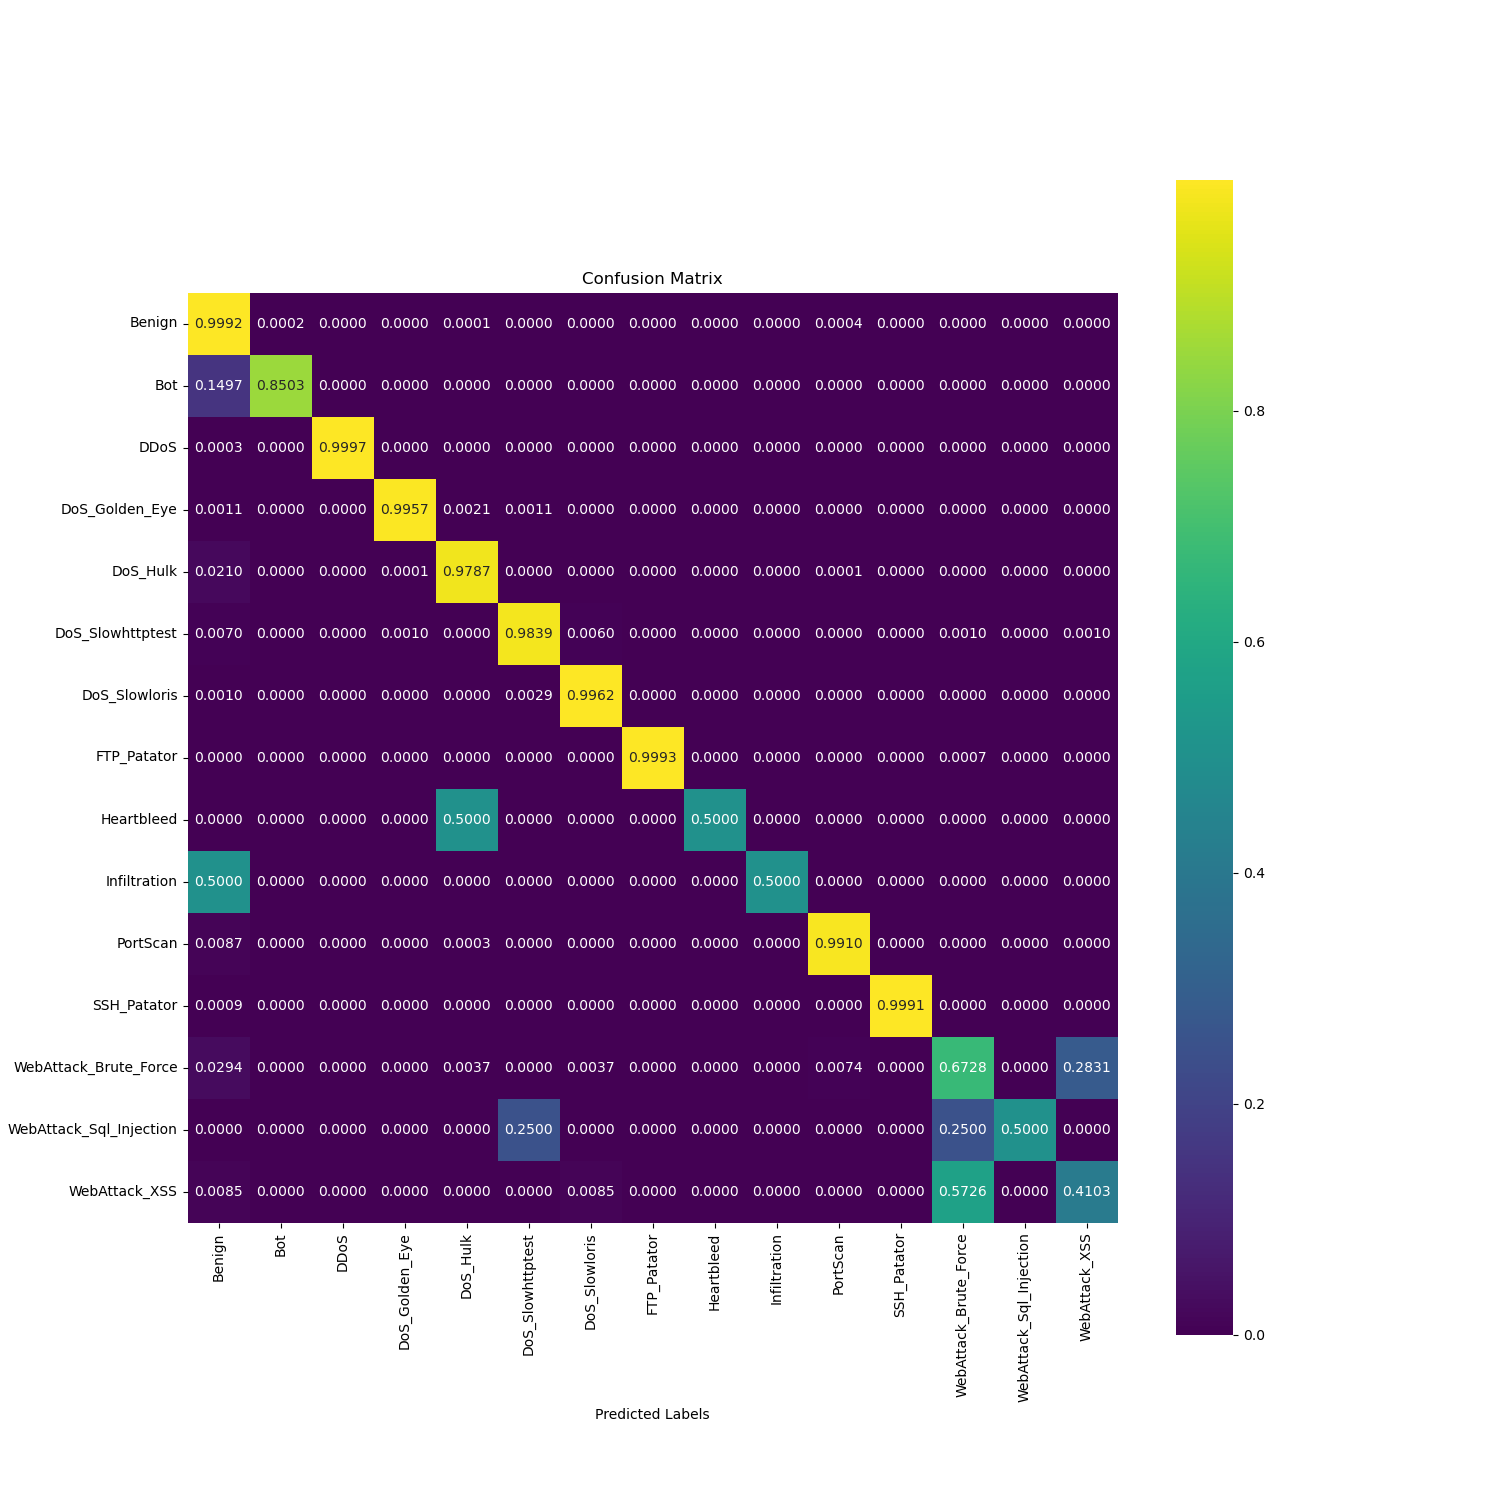 Confusion Matrix
Benign 0.9992 0.0002 0.0000 0.0000 0.0001 0.0000 0.0000 0.0000 0.0000 0.0000 0.0004 0.0000 0.0000 0.0000 0.0000
Bot 0.1497 0.8503 0.0000 0.0000 0.0000 0.0000 0.0000 0.0000 0.0000 0.0000 0.0000 0.0000 0.0000 0.0000 0.0000
0.8
DDoS 0.0003 0.0000 0.9997 0.0000 0.0000 0.0000 0.0000 0.0000 0.0000 0.0000 0.0000 0.0000 0.0000 0.0000 0.0000
DoS_Golden_Eye 0.0011 0.0000 0.0000 0.9957 0.0021 0.0011 0.0000 0.0000 0.0000 0.0000 0.0000 0.0000 0.0000 0.0000 0.0000
DoS_Hulk 0.0210 0.0000 0.0000 0.0001 0.9787 0.0000 0.0000 0.0000 0.0000 0.0000 0.0001 0.0000 0.0000 0.0000 0.0000
DoS_Slowhttptest 0.0070 0.0000 0.0000 0.0010 0.0000 0.9839 0.0060 0.0000 0.0000 0.0000 0.0000 0.0000 0.0010 0.0000 0.0010
0.6
DoS_Slowloris 0.0010 0.0000 0.0000 0.0000 0.0000 0.0029 0.9962 0.0000 0.0000 0.0000 0.0000 0.0000 0.0000 0.0000 0.0000
FTP_Patator 0.0000 0.0000 0.0000 0.0000 0.0000 0.0000 0.0000 0.9993 0.0000 0.0000 0.0000 0.0000 0.0007 0.0000 0.0000
Heartbleed 0.0000 0.0000 0.0000 0.0000 0.5000 0.0000 0.0000 0.0000 0.5000 0.0000 0.0000 0.0000 0.0000 0.0000 0.0000
0.4
Infiltration 0.5000 0.0000 0.0000 0.0000 0.0000 0.0000 0.0000 0.0000 0.0000 0.5000 0.0000 0.0000 0.0000 0.0000 0.0000
PortScan 0.0087 0.0000 0.0000 0.0000 0.0003 0.0000 0.0000 0.0000 0.0000 0.0000 0.9910 0.0000 0.0000 0.0000 0.0000
SSH_Patator 0.0009 0.0000 0.0000 0.0000 0.0000 0.0000 0.0000 0.0000 0.0000 0.0000 0.0000 0.9991 0.0000 0.0000 0.0000
WebAttack_Brute_Force 0.0294 0.0000 0.0000 0.0000 0.0037 0.0000 0.0037 0.0000 0.0000 0.0000 0.0074 0.0000 0.6728 0.0000 0.2831
0.2
WebAttack_Sql_Injection 0.0000 0.0000 0.0000 0.0000 0.0000 0.2500 0.0000 0.0000 0.0000 0.0000 0.0000 0.0000 0.2500 0.5000 0.0000
WebAttack_XSS 0.0085 0.0000 0.0000 0.0000 0.0000 0.0000 0.0085 0.0000 0.0000 0.0000 0.0000 0.0000 0.5726 0.0000 0.4103
0.0
Benign
Bot
DDoS
DoS_Golden_Eye
DoS_Hulk
DoS_Slowhttptest
DoS_Slowloris
FTP_Patator
Heartbleed
Infiltration
PortScan
SSH_Patator
WebAttack_Brute_Force
WebAttack_Sql_Injection
WebAttack_XSS
Predicted Labels